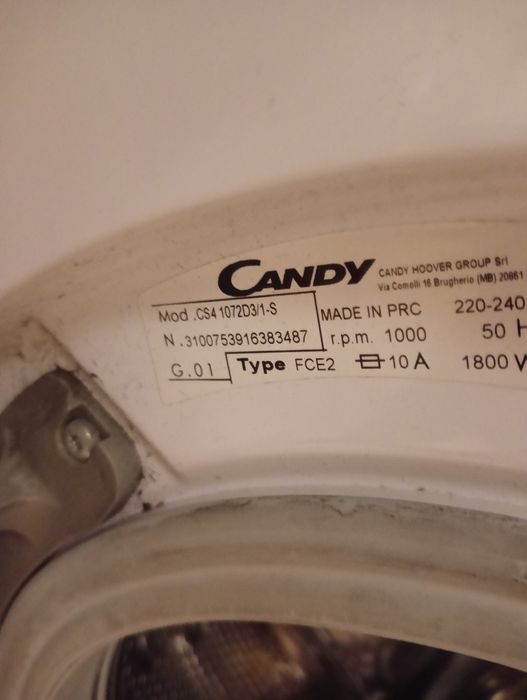 CANDY
CANDY HOOVER GROUP Srl
Via Comolli 16 Brugherio (MB) 20861
Mod .CS4 1072D3/1-S
MADE IN PRC 220-240
N .3100753916383487
r.p.m. 1000 50 H
G.01 Type FCE2 10 A 1800 W